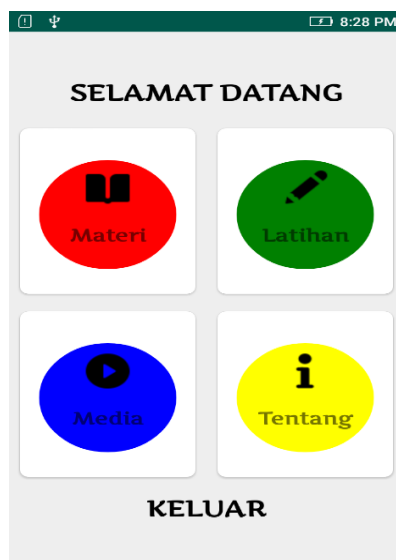 8:28 PM
SELAMAT DATANG
Materi
Latihan
Media
Tentang
KELUAR